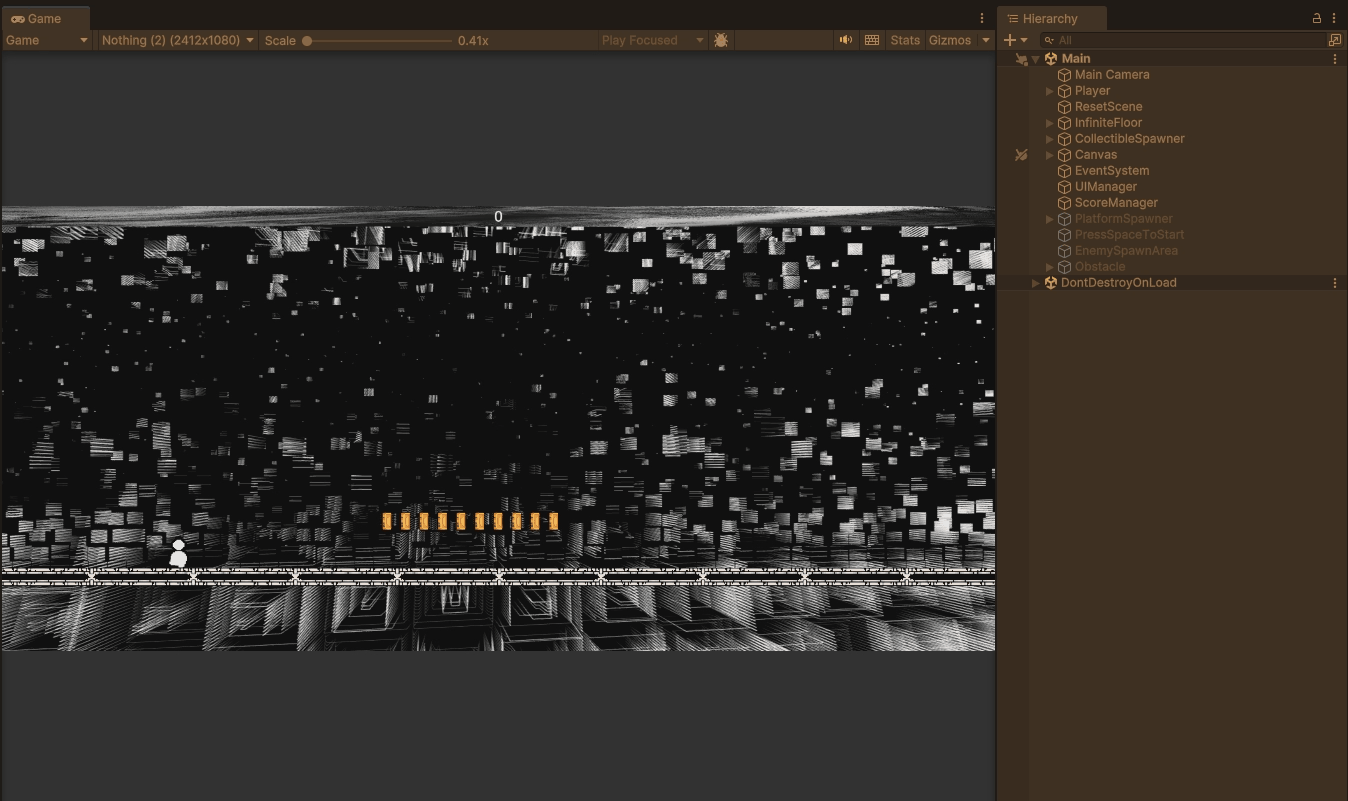 Game
Game Nothing (2) (2412x1080) Scale 0.41x Play Focused Stats Gizmos
0
Hierarchy
All
Main
Main Camera
Player
ResetScene
InfiniteFloor
CollectibleSpawner
Canvas
EventSystem
UIManager
ScoreManager
PlatformSpawner
PressSpaceToStart
EnemySpawnArea
Obstacle
DontDestroyOnLoad